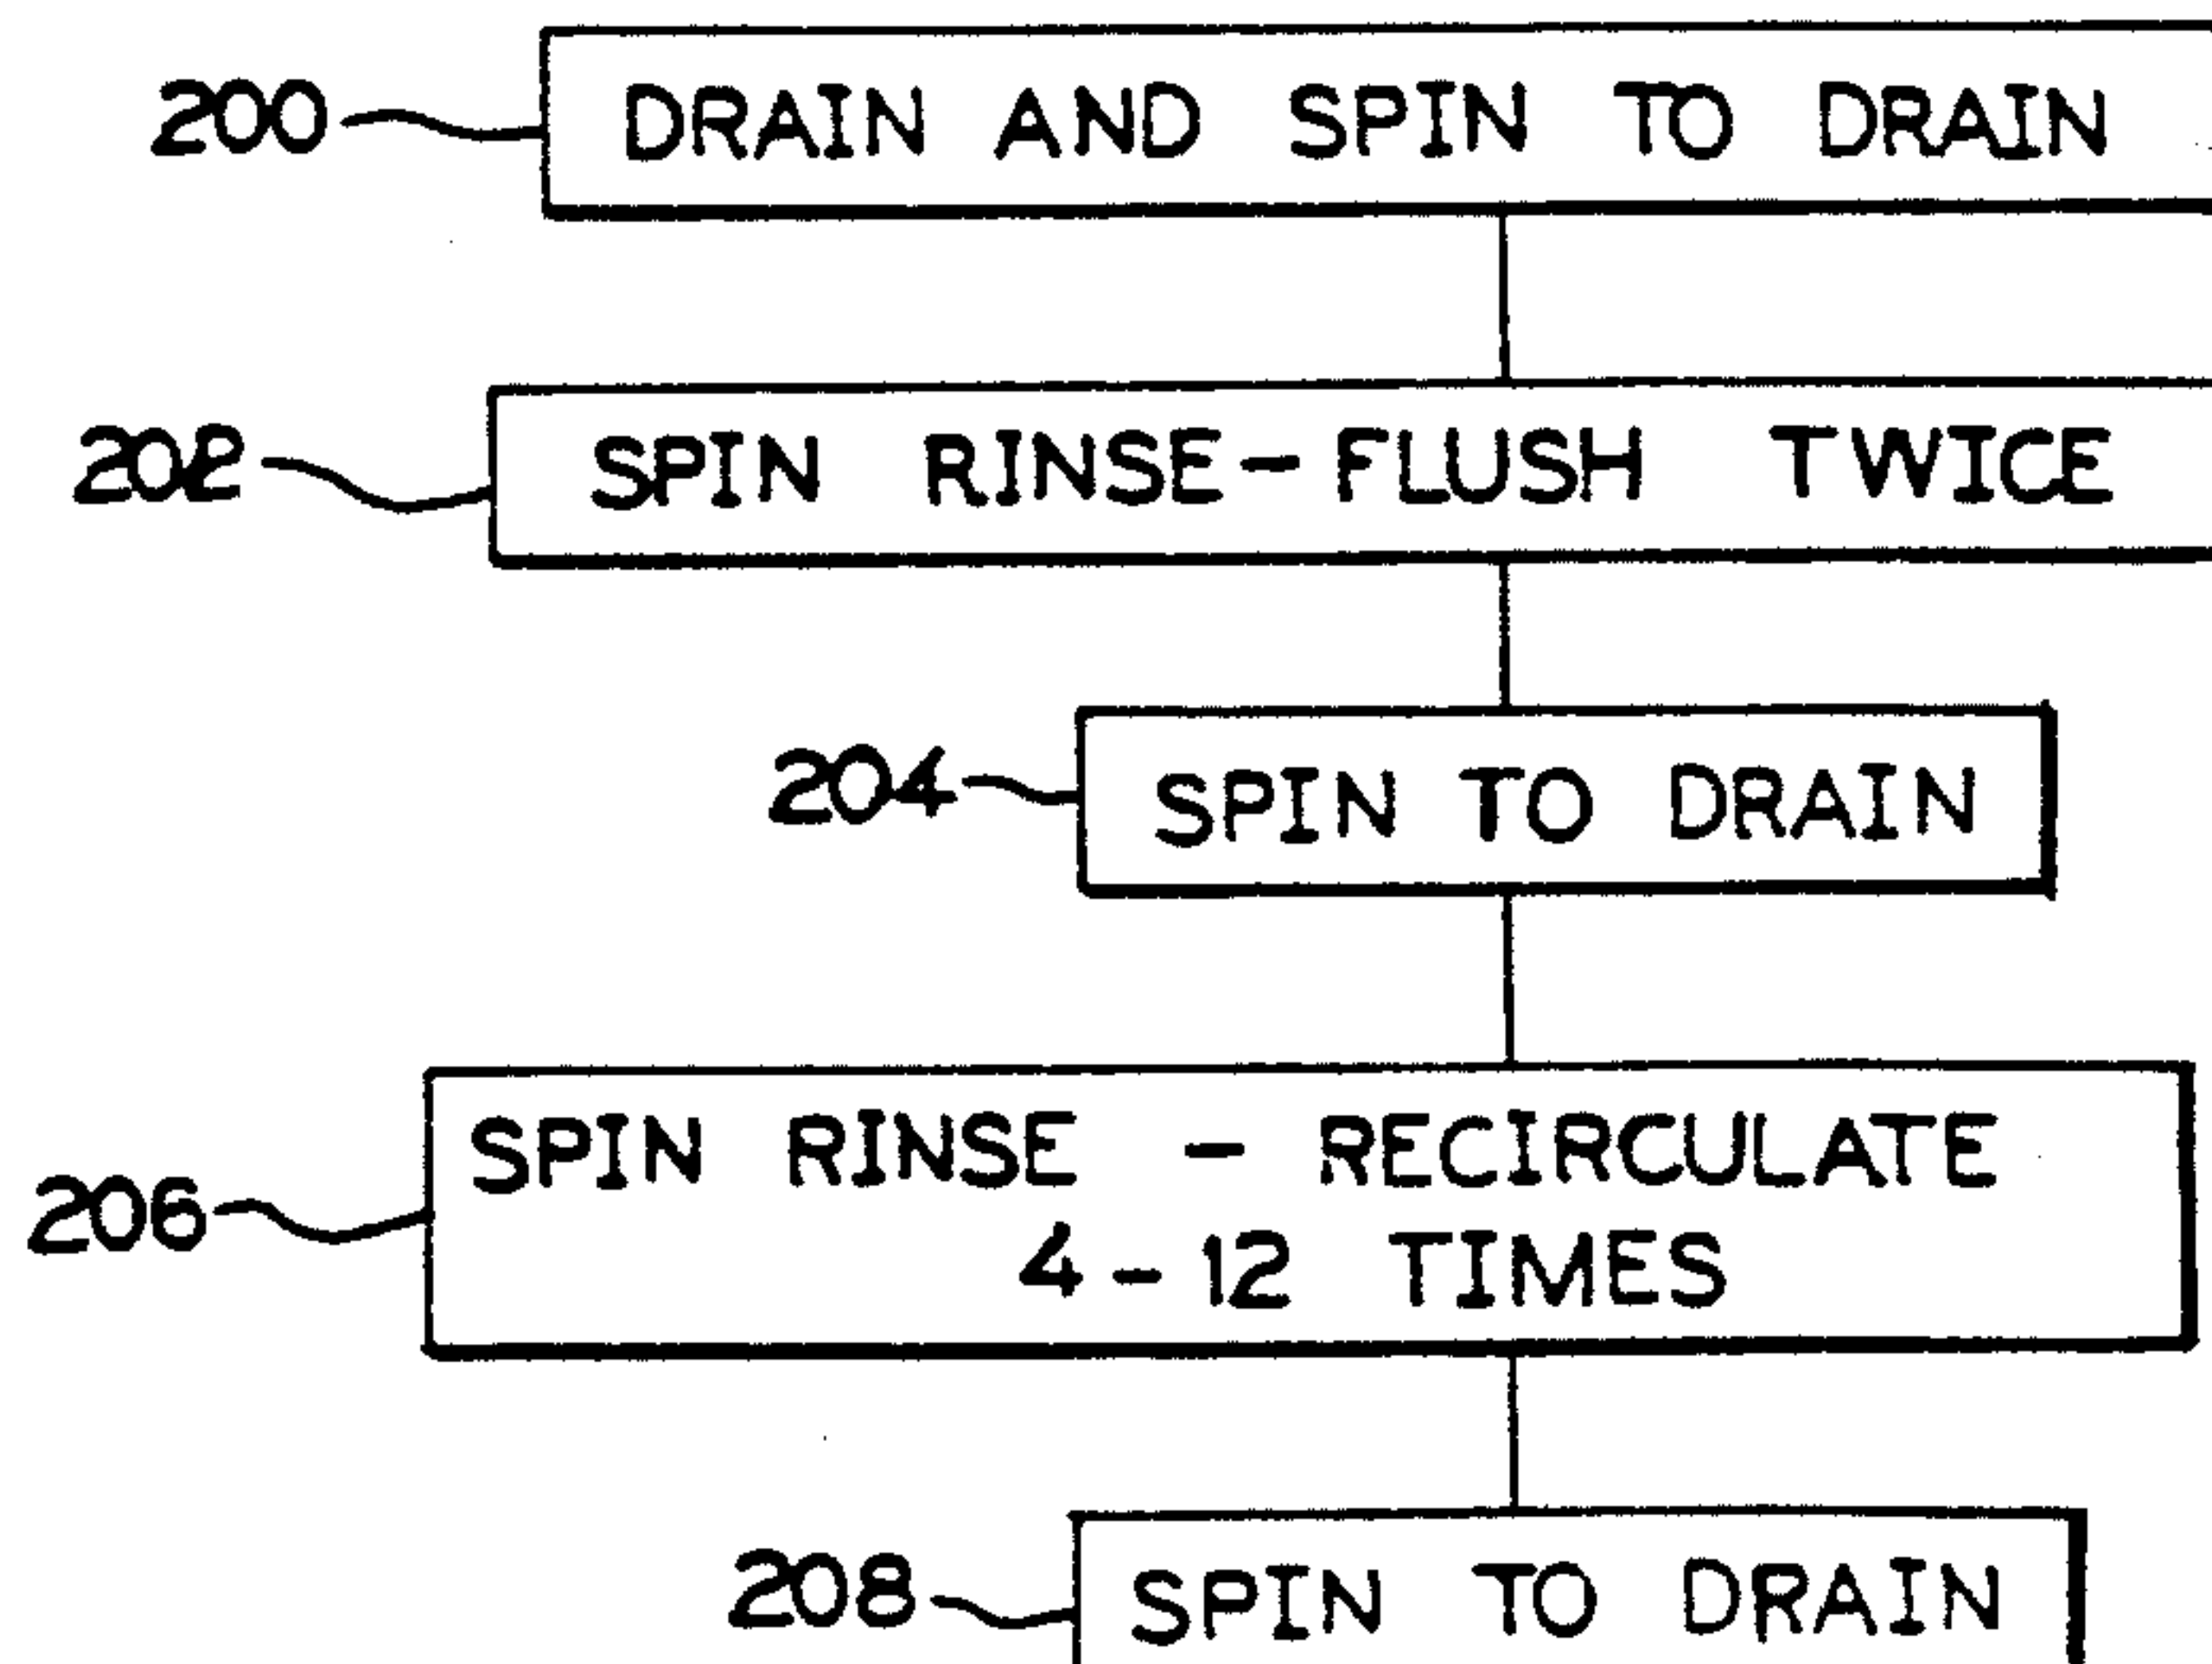 200 DRAIN AND SPIN TO DRAIN
202 SPIN RINSE-FLUSH TWICE
204 SPIN TO DRAIN
SPIN RINSE - RECIRCULATE
206
4-12 TIMES
208 SPIN TO DRAIN